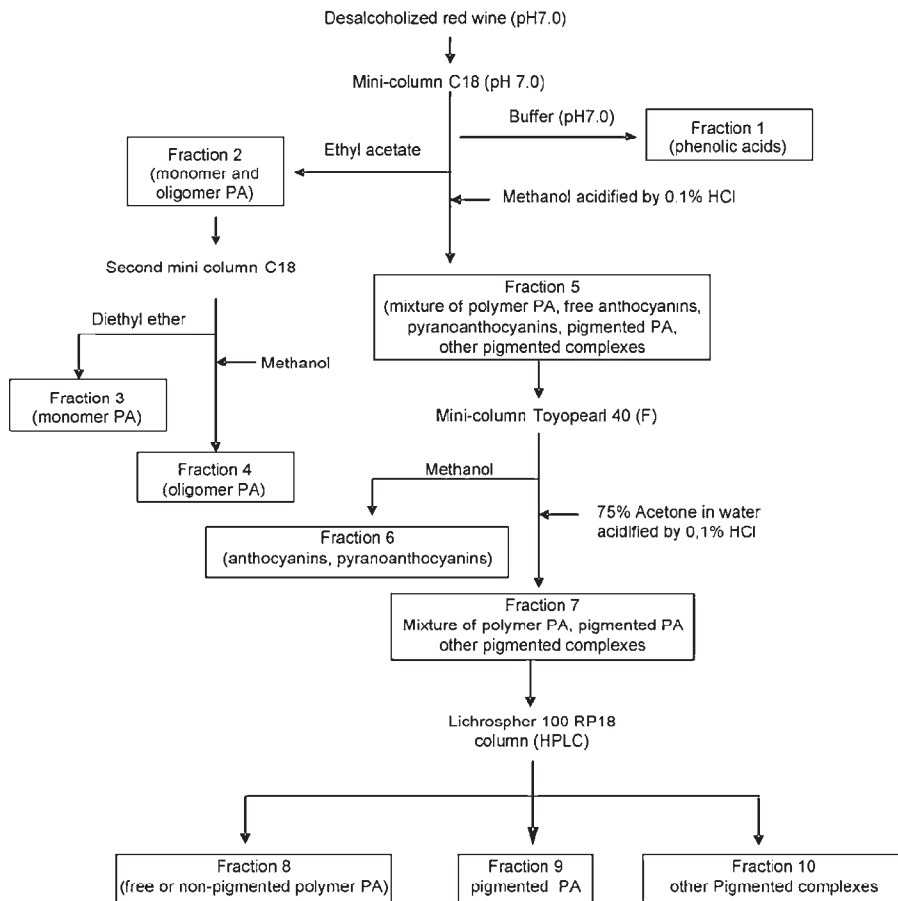 Desalcoholized red wine (pH7.0)
Mini-column C18 (pH 7.0)
Buffer (pH7.0)
Fraction 1
(phenolic acids)
Ethyl acetate
Fraction 2
(monomer and
oligomer PA)
Methanol acidified by 0.1% HCl
Second mini column C18
Fraction 5
(mixture of polymer PA, free anthocyanins,
pyranoanthocyanins, pigmented PA,
other pigmented complexes
Diethyl ether
Methanol
Fraction 3
(monomer PA)
Mini-column Toyopearl 40 (F)
Fraction 4
(oligomer PA)
Methanol
75% Acetone in water
acidified by 0,1% HCl
Fraction 6
(anthocyanins, pyranoanthocyanins)
Fraction 7
Mixture of polymer PA, pigmented PA
other pigmented complexes
Lichrospher 100 RP18
column (HPLC)
Fraction 8
(free or non-pigmented polymer PA)
Fraction 9
pigmented PA
Fraction 10
other Pigmented complexes